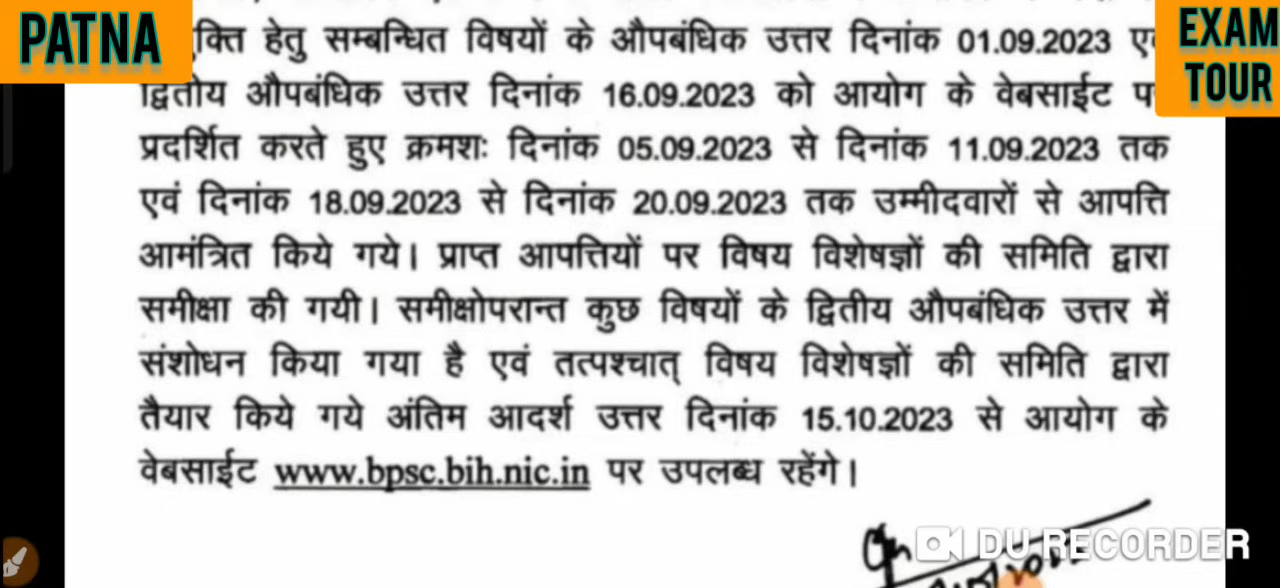 PATNA
EXAM
TOUR
हेतु सम्बन्धित विषयों के औपबंधिक उत्तर दिनांक 01.09.2023
द्वितीय औपबंधिक उत्तर दिनांक 16.09.2023 को आयोग के वेबसाईट
प्रदर्शित करते हुए क्रमशः दिनांक 05.09.2023 से दिनांक 11.09.2023 तक
एवं दिनांक 18.09.2023 से दिनांक 20.09.2023 तक उम्मीदवारों से आपत्ति
आमंत्रित किये गये। प्राप्त आपत्तियों पर विषय विशेषज्ञों की समिति द्वारा
समीक्षा की गयी। समीक्षोपरान्त कुछ विषयों के द्वितीय औपबंधिक उत्तर में
संशोधन किया गया है एवं तत्पश्चात् विषय विशेषज्ञों की समिति द्वारा
तैयार किये गये अंतिम आदर्श उत्तर दिनांक 15.10.2023 से आयोग के
वेबसाईट www.bpsc.bih.nic.in पर उपलब्ध रहेंगे।
DU RECORDER